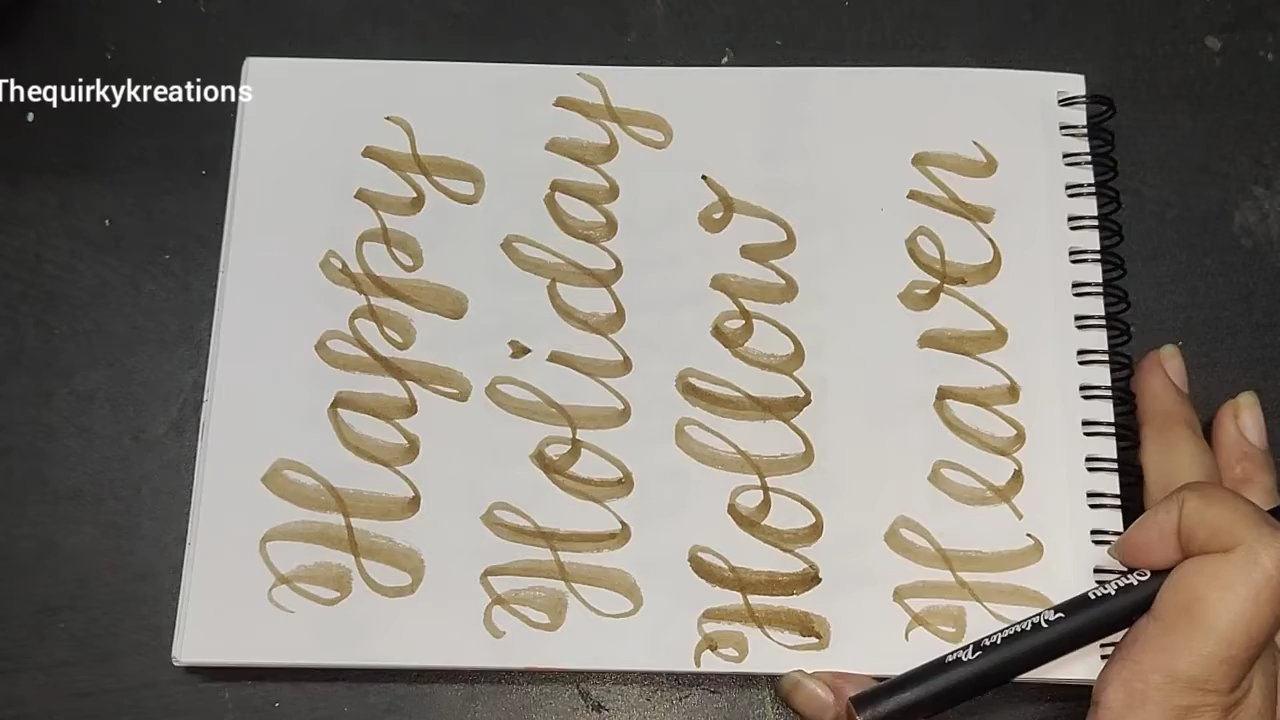 Thequirkykreations
Happy
Holiday
Hollow
Heaven
Ohuhu Watercolor Pen